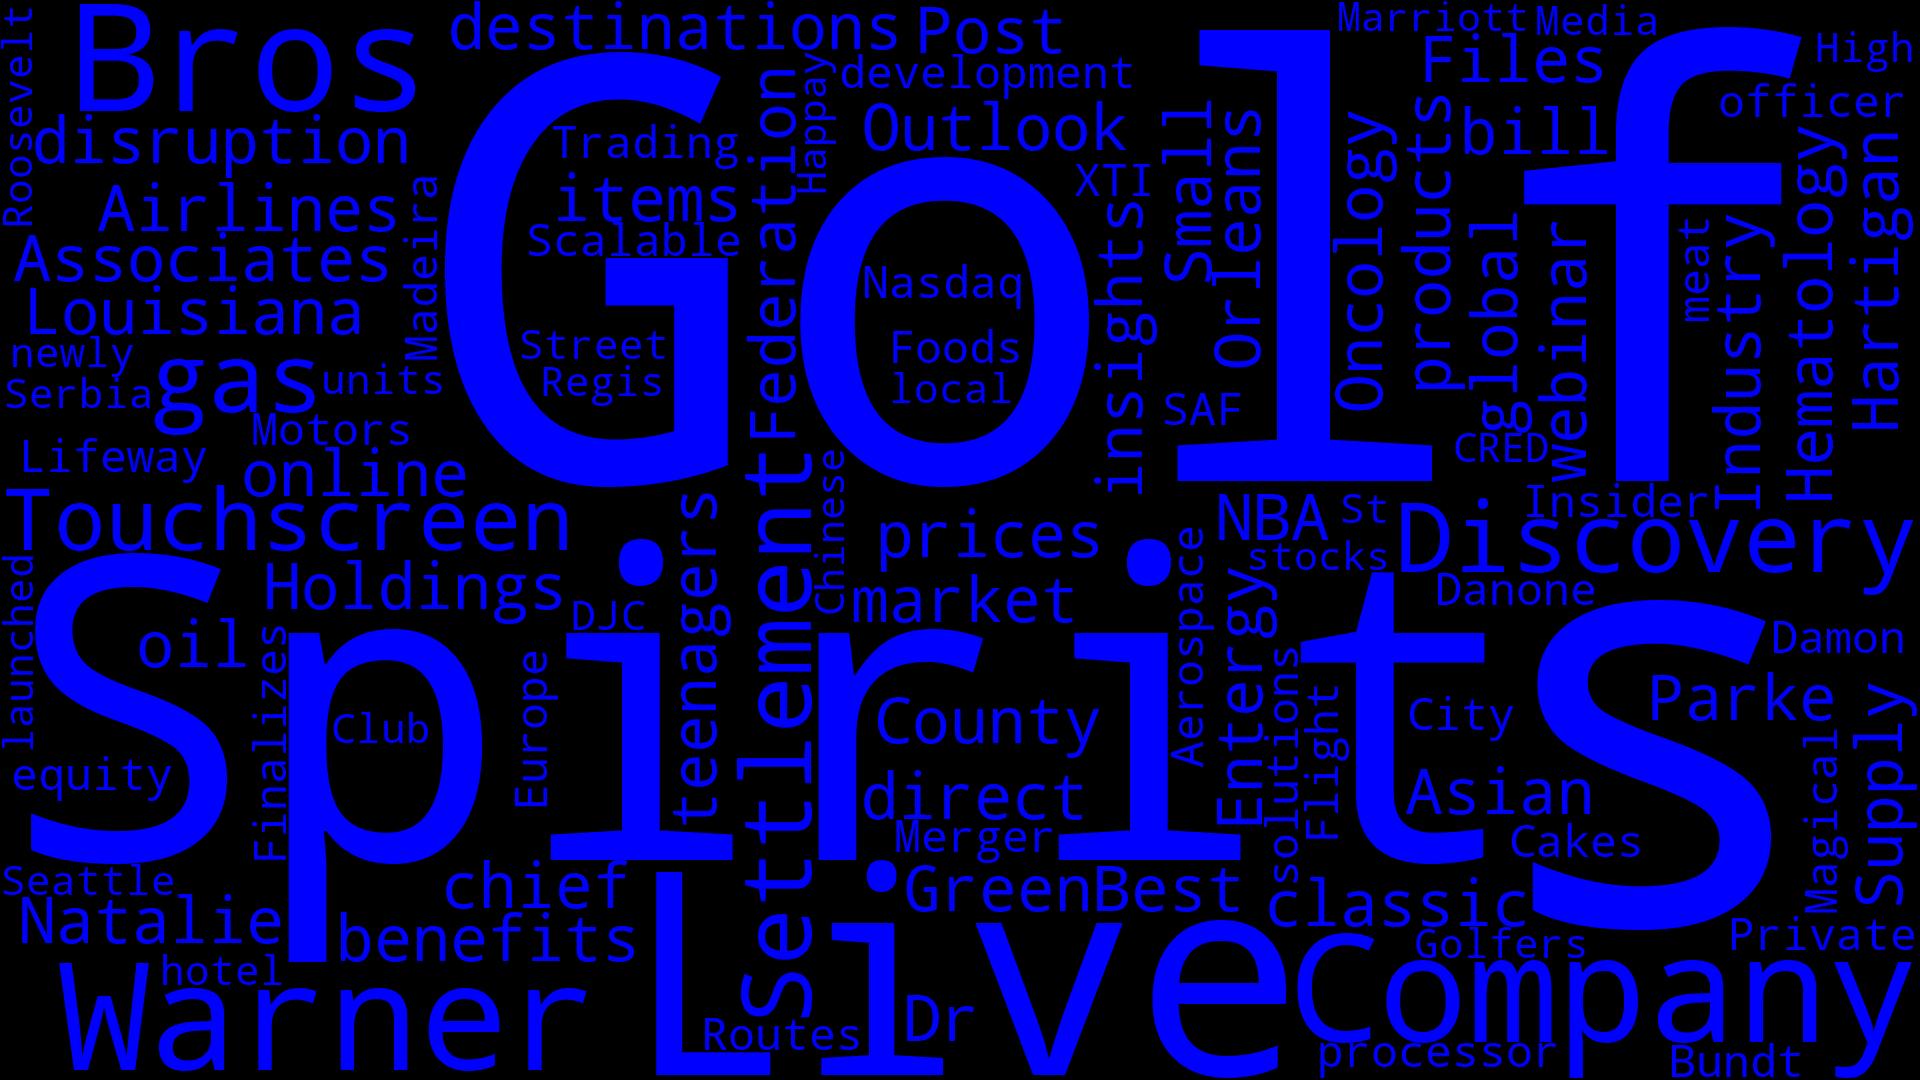 Golf
Spirits
Live
Bros
Warner
Company
Discovery
Settlement
Touchscreen
gas
destinations
Post
Marriott
Media
Files
High
development
officer
Roosevelt
disruption
Trading
Federation
Happay
Outlook
Small
Orleans
bill
products
Oncology
Hematology
Hartigan
Airlines
items
XTI
Scalable
Madeira
Associates
insights
global
webinar
meat
Industry
Louisiana
Nasdaq
newly
Street
Foods
Serbia
units
Regis
local
SAF
Motors
CRED
Lifeway
online
Chinese
Insider
prices
NBA
St
stocks
teenagers
Aerospace
launched
Holdings
DJC
market
Entergy
Danone
oil
Finalizes
Damon
Europe
Club
County
solutions
Flight
City
Parke
Supply
Magical
equity
direct
Asian
Merger
Cakes
Seattle
chief
GreenBest
classic
Natalie
benefits
Golfers
Private
hotel
Routes
Dr
processor
Bundt